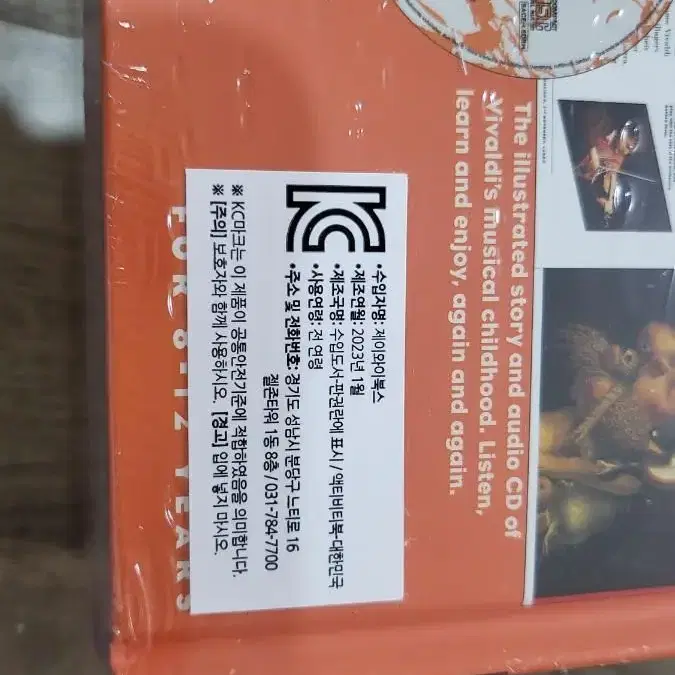 The illustrated story and audio CD of
Vivaldi's musical childhood. Listen,
learn and enjoy, again and again.
KC
•수입자명: 제이와이북스
•제조연월: 2023년 1월
•제조국명: 수입도서-판권란에 표시 / 액티비티북-대한민국
•사용연령: 전 연령
•주소 및 전화번호: 경기도 성남시 분당구 느티로 16
젤존타워 1동 8층 / 031-784-7700
※ KC마크는 이 제품이 공통안전기준에 적합하였음을 의미합니다.
※ [주의] 보호자와 함께 사용하시오. [경고] 입에 넣지 마시오.
FOR 8-12 YEARS